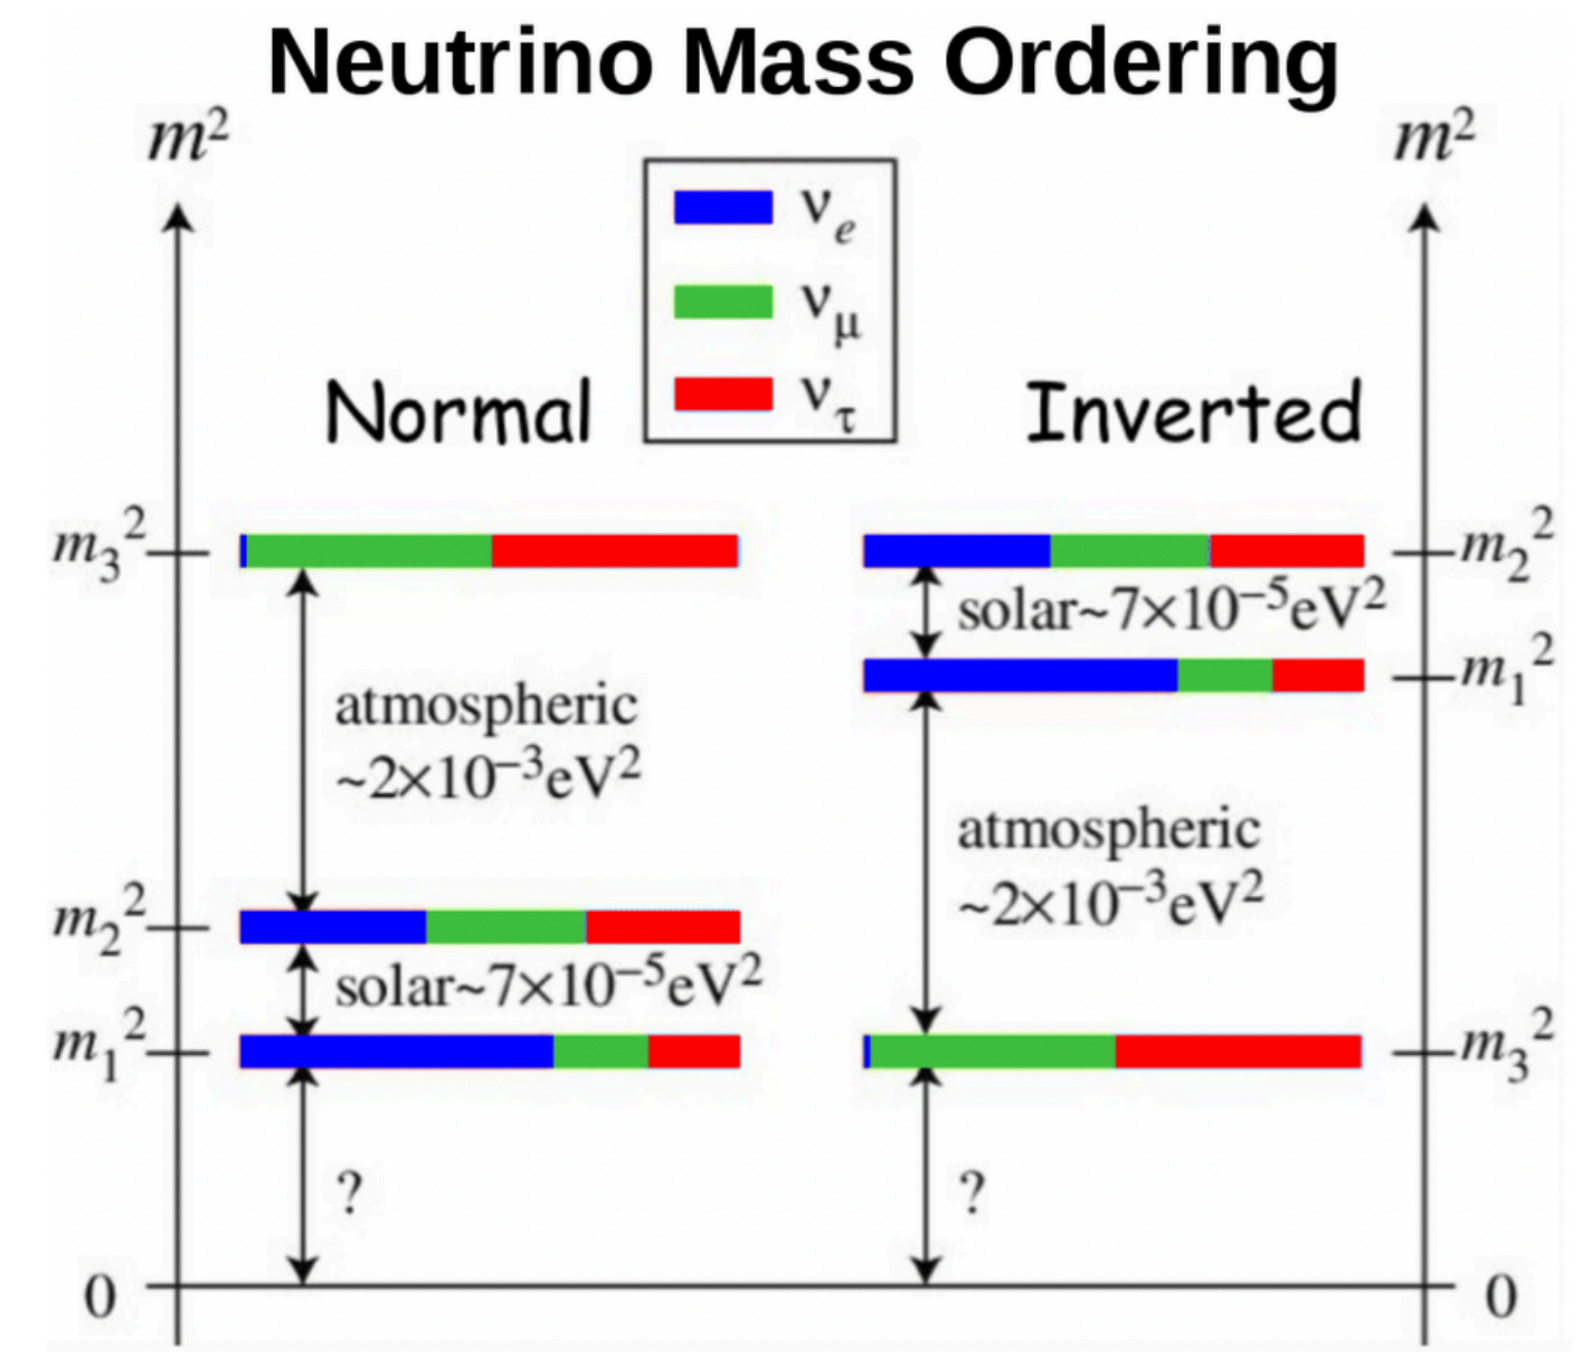 Neutrino Mass Ordering
m²
m²
νe
νμ
ντ
Normal
Inverted
m₃²
m₂²
solar~7×10⁻⁵eV²
m₁²
atmospheric
~2×10⁻³eV²
atmospheric
~2×10⁻³eV²
m₂²
solar~7×10⁻⁵eV²
m₁²
m₃²
?
?
0
0